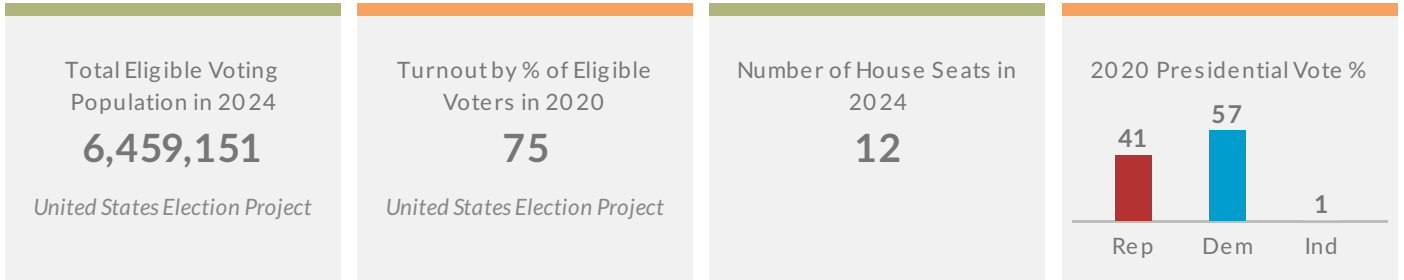 Total Eligible Voting
Population in 2024
6,459,151
United States Election Project
Turnout by % of Eligible
Voters in 2020
75
United States Election Project
Number of House Seats in
2024
12
2020 Presidential Vote %
41
57
1
Rep
Dem
Ind